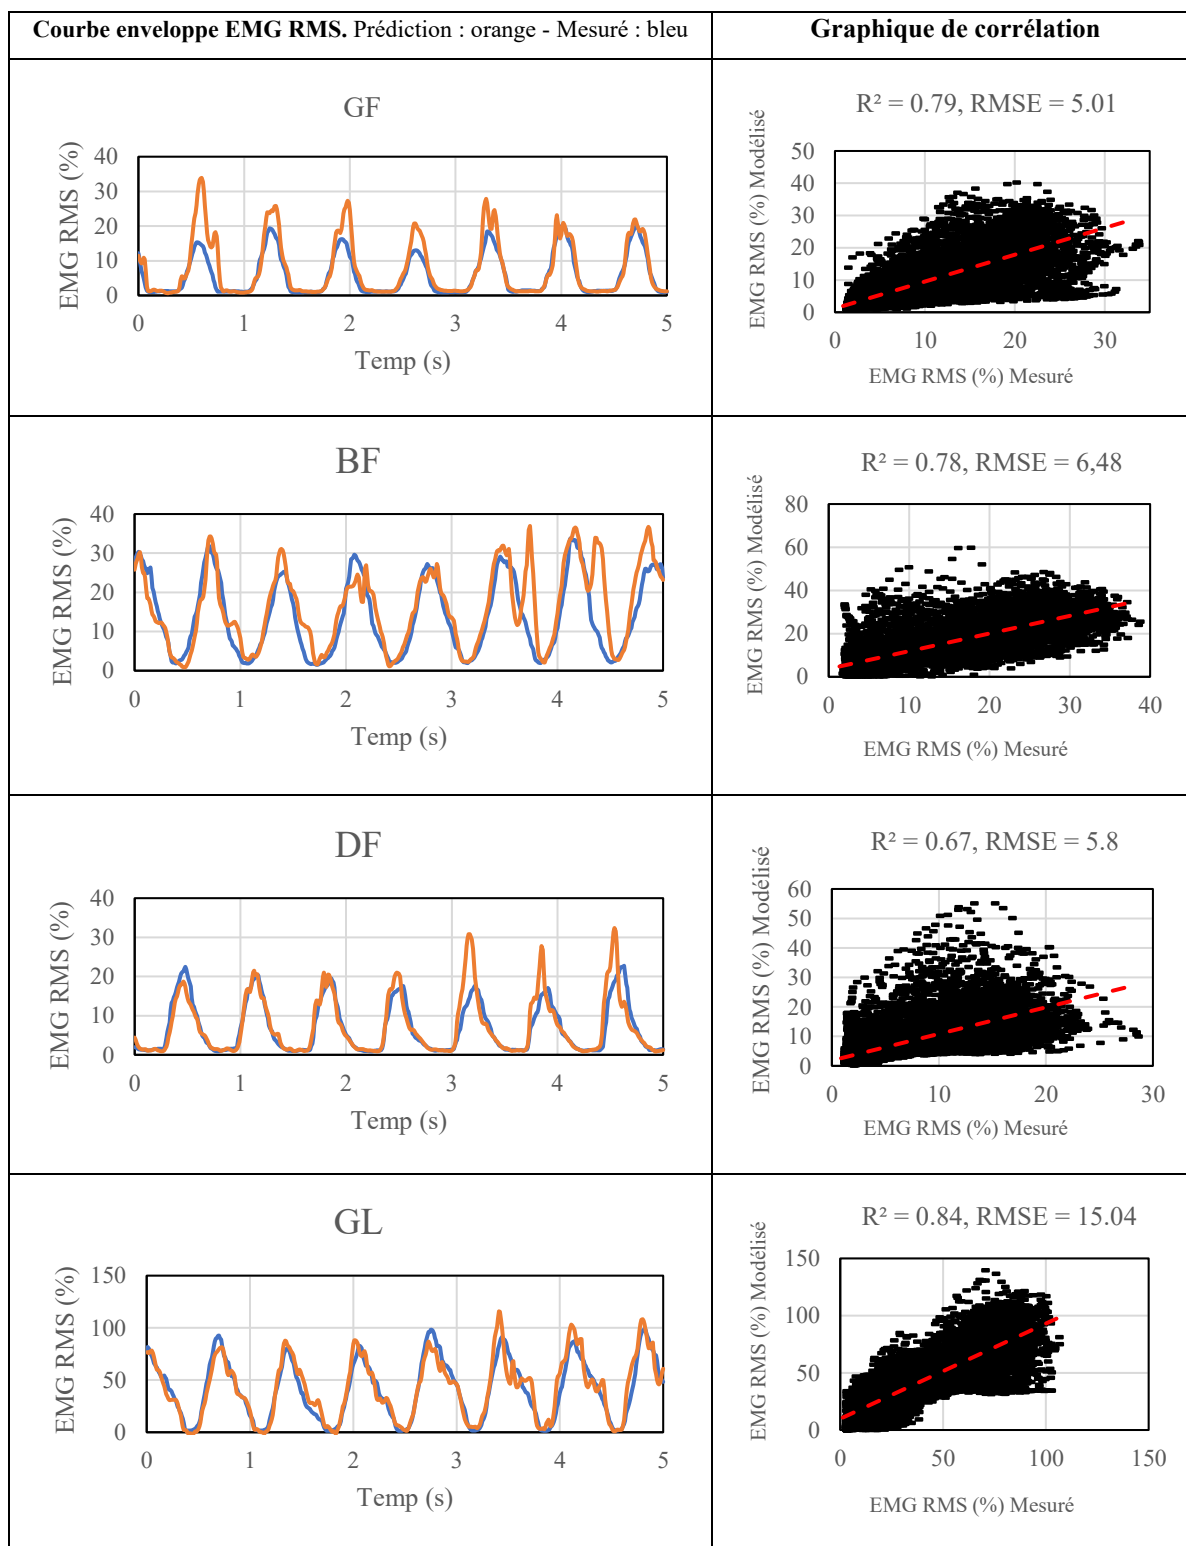 Courbe enveloppe EMG RMS. Prédiction : orange - Mesuré : bleu
Graphique de corrélation
GF
EMG RMS (%)
40
30
20
10
0
0 1 2 3 4 5
Temp (s)
R² = 0.79, RMSE = 5.01
EMG RMS (%) Modélisé
50
40
30
20
10
0
0 10 20 30
EMG RMS (%) Mesuré
BF
EMG RMS (%)
40
30
20
10
0
0 1 2 3 4 5
Temp (s)
R² = 0.78, RMSE = 6,48
EMG RMS (%) Modélisé
80
60
40
20
0
0 10 20 30 40
EMG RMS (%) Mesuré
DF
EMG RMS (%)
40
30
20
10
0
0 1 2 3 4 5
Temp (s)
R² = 0.67, RMSE = 5.8
EMG RMS (%) Modélisé
60
50
40
30
20
10
0
0 10 20 30
EMG RMS (%) Mesuré
GL
EMG RMS (%)
150
100
50
0
0 1 2 3 4 5
Temp (s)
R² = 0.84, RMSE = 15.04
EMG RMS (%) Modélisé
150
100
50
0
0 50 100 150
EMG RMS (%) Mesuré